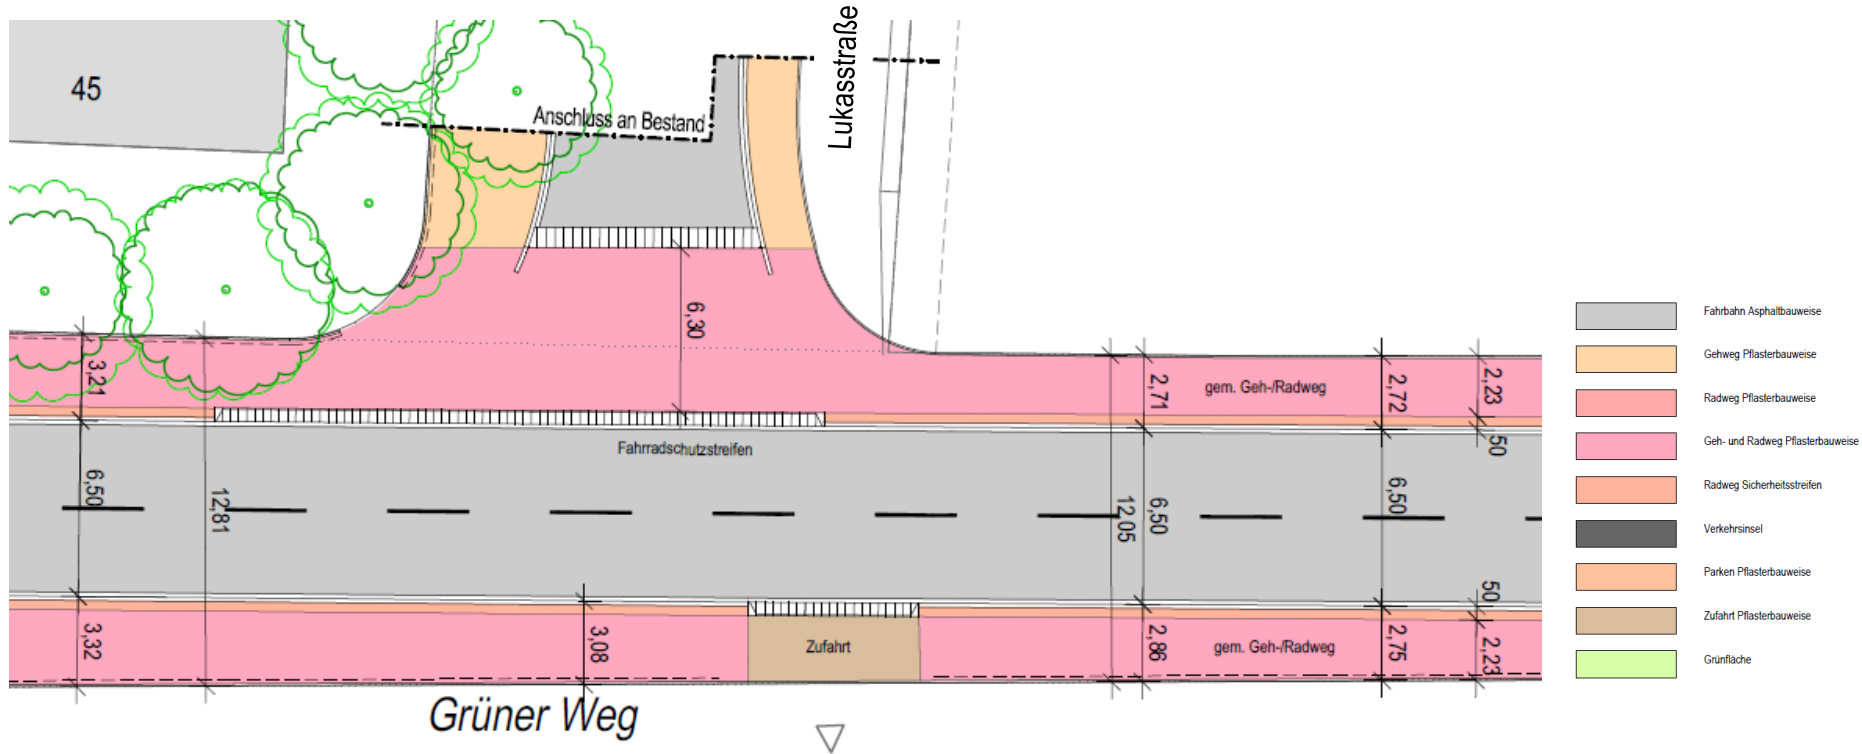 45
Anschluss an Bestand
Lukasstraße
6,30
3,21
2,71
gem. Geh-/Radweg
2,72
2,23
50
Fahrradschutzstreifen
6,50
12,81
12,05
6,50
6,50
50
3,32
3,08
Zufahrt
2,86
gem. Geh-/Radweg
2,75
2,23
Grüner Weg
Fahrbahn Asphaltbauweise
Gehweg Pflasterbauweise
Radweg Pflasterbauweise
Geh- und Radweg Pflasterbauweise
Radweg Sicherheitsstreifen
Verkehrsinsel
Parken Pflasterbauweise
Zufahrt Pflasterbauweise
Grünfläche